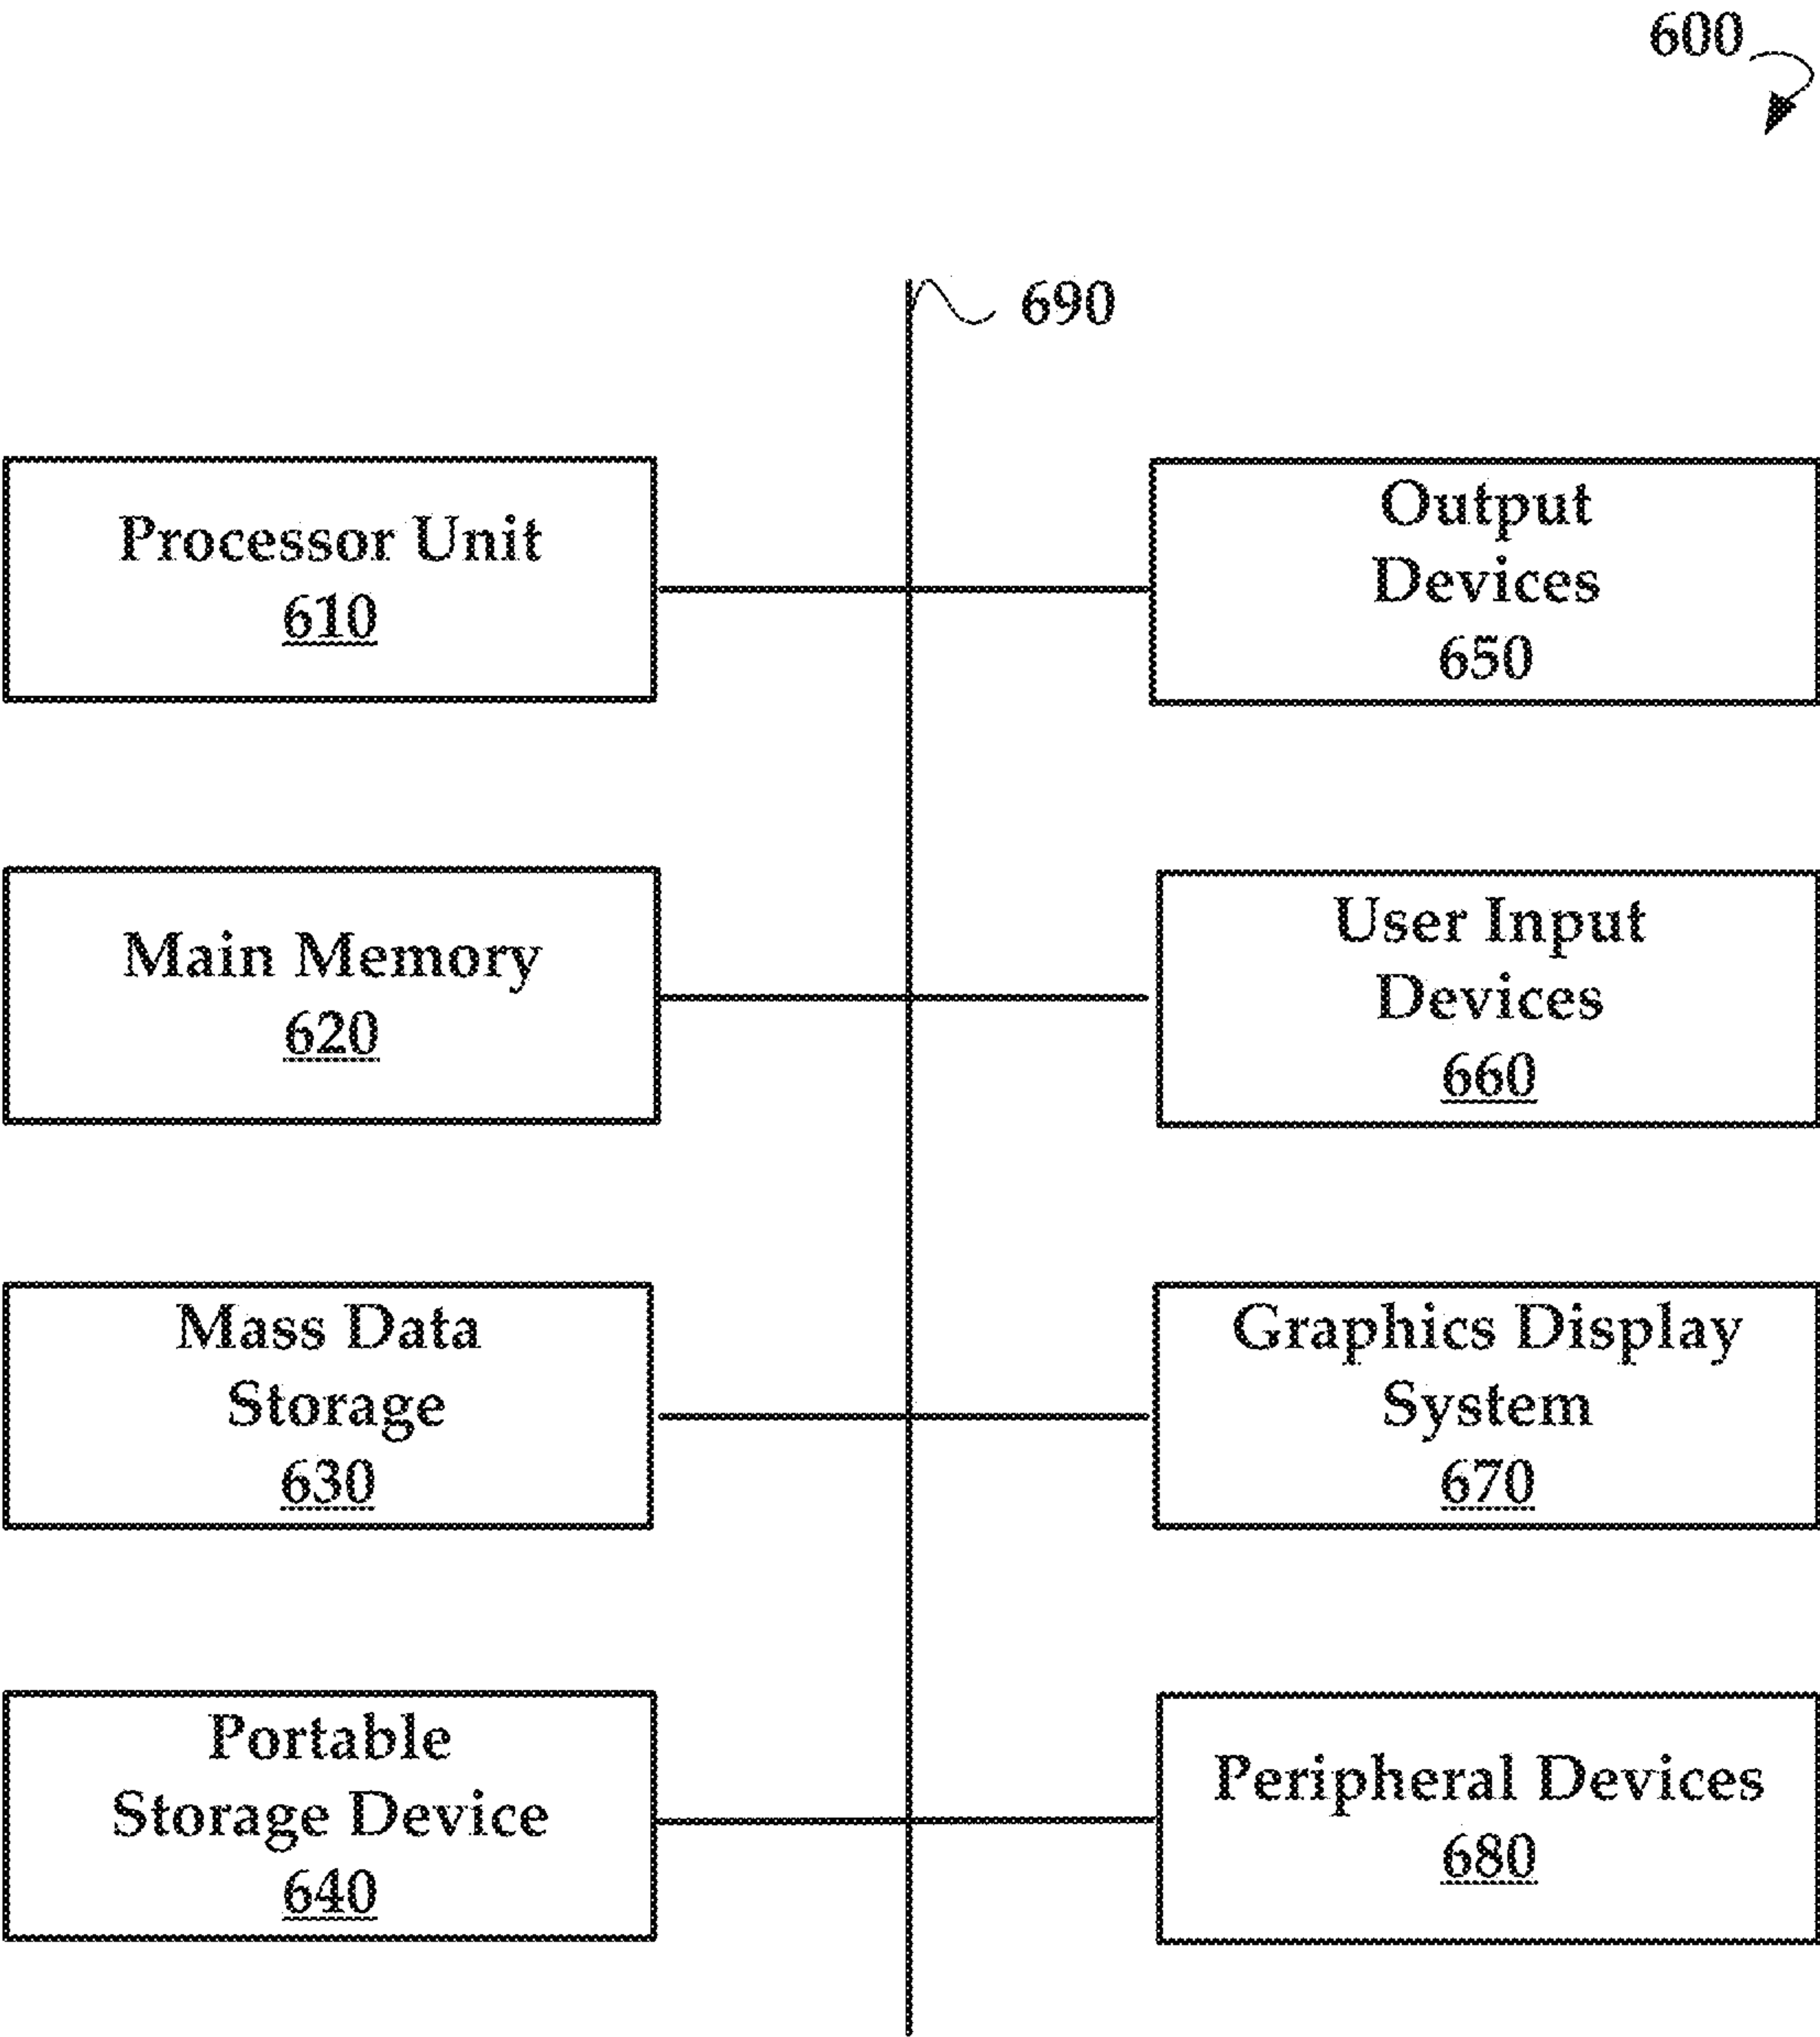 600
690
Processor Unit
610
Output
Devices
650
Main Memory
620
User Input
Devices
660
Mass Data
Storage
630
Graphics Display
System
670
Portable
Storage Device
640
Peripheral Devices
680